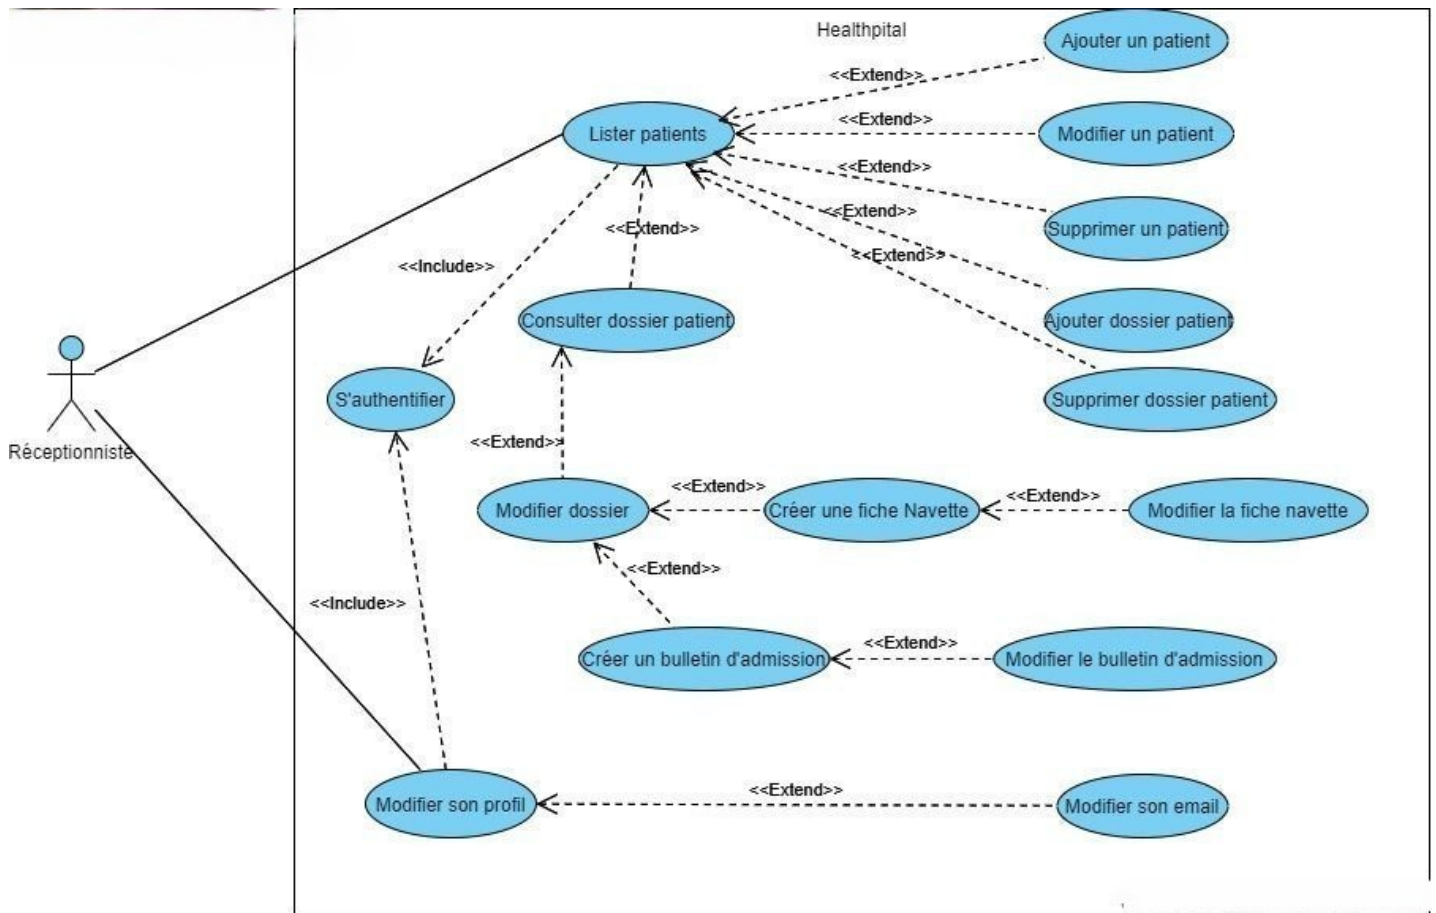 Healthpital
Ajouter un patient
<<Extend>>
Lister patients
<<Extend>>
Modifier un patient
<<Extend>>
<<Extend>>
<<Extend>>
Supprimer un patient
<<Extend>>
<<Include>>
Consulter dossier patient
Ajouter dossier patient
S'authentifier
Supprimer dossier patient
Réceptionniste
<<Extend>>
Modifier dossier
<<Extend>>
Créer une fiche Navette
<<Extend>>
Modifier la fiche navette
<<Extend>>
<<Include>>
Créer un bulletin d'admission
<<Extend>>
Modifier le bulletin d'admission
Modifier son profil
<<Extend>>
Modifier son email